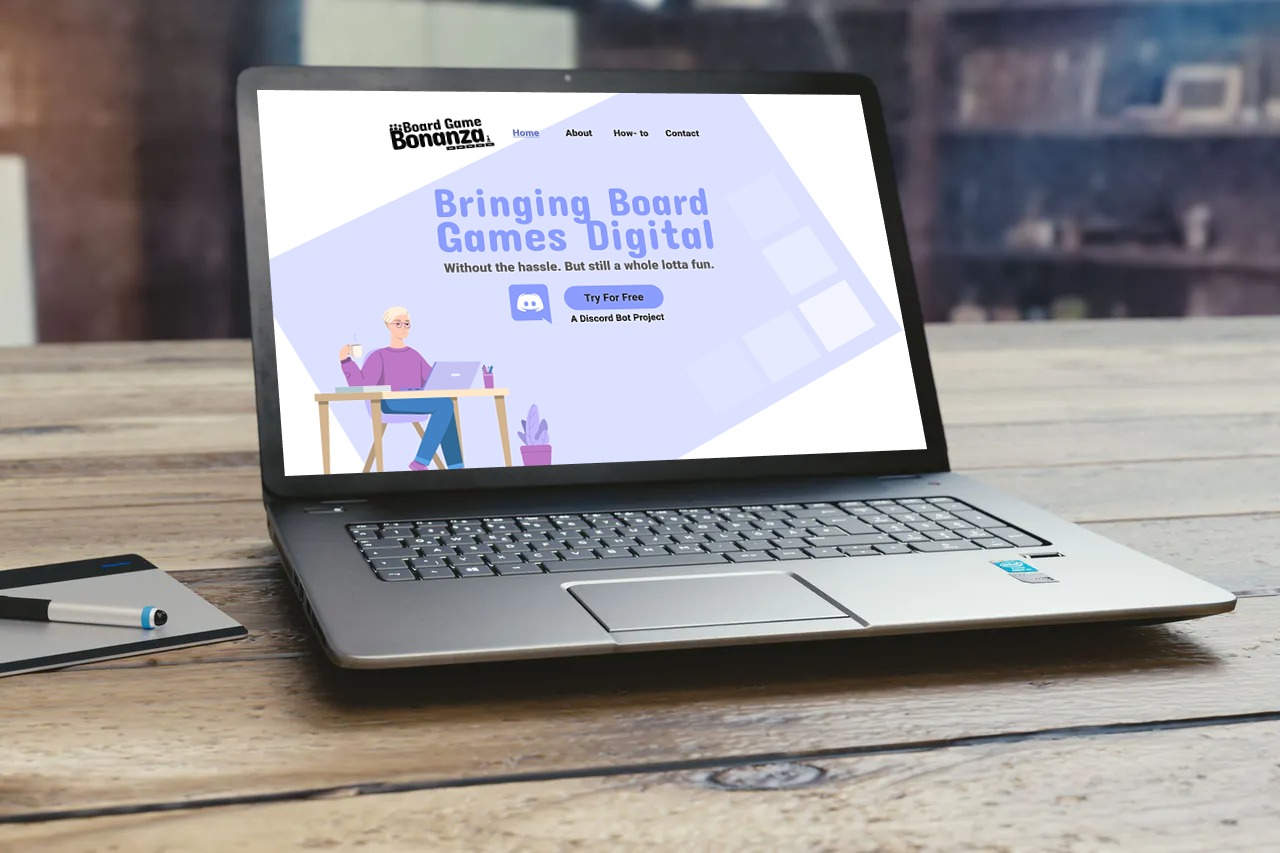 Board Game
Bonanza
Home
About
How- to
Contact
Bringing Board
Games Digital
Without the hassle. But still a whole lotta fun.
Try For Free
A Discord Bot Project